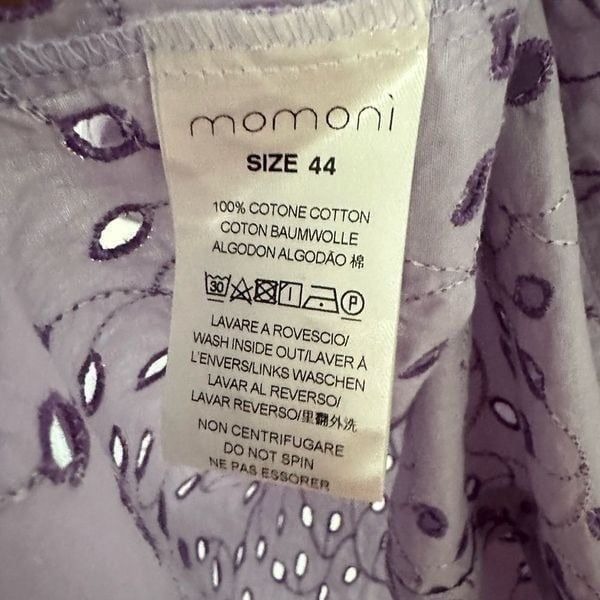 momonì
SIZE 44
100% COTONE COTTON
COTON BAUMWOLLE
ALGODON ALGODÃO 棉
30 P
LAVARE A ROVESCIO/
WASH INSIDE OUT/LAVER À
L'ENVERS/LINKS WASCHEN
LAVAR AL REVERSO/
LAVAR REVERSO/里翻外洗
NON CENTRIFUGARE
DO NOT SPIN
NE PAS ESSORER